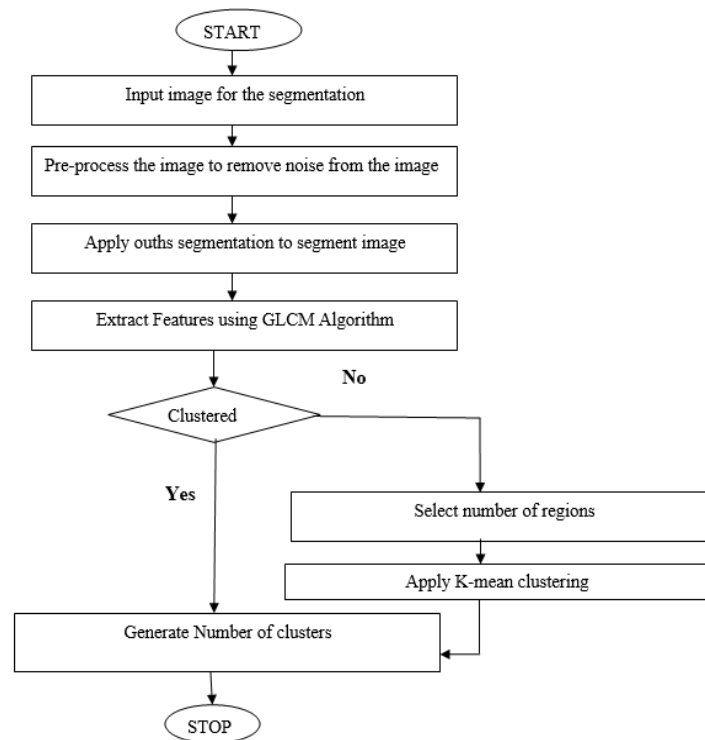 START
Input image for the segmentation
Pre-process the image to remove noise from the image
Apply ouths segmentation to segment image
Extract Features using GLCM Algorithm
No
Clustered
Yes
Select number of regions
Apply K-mean clustering
Generate Number of clusters
STOP